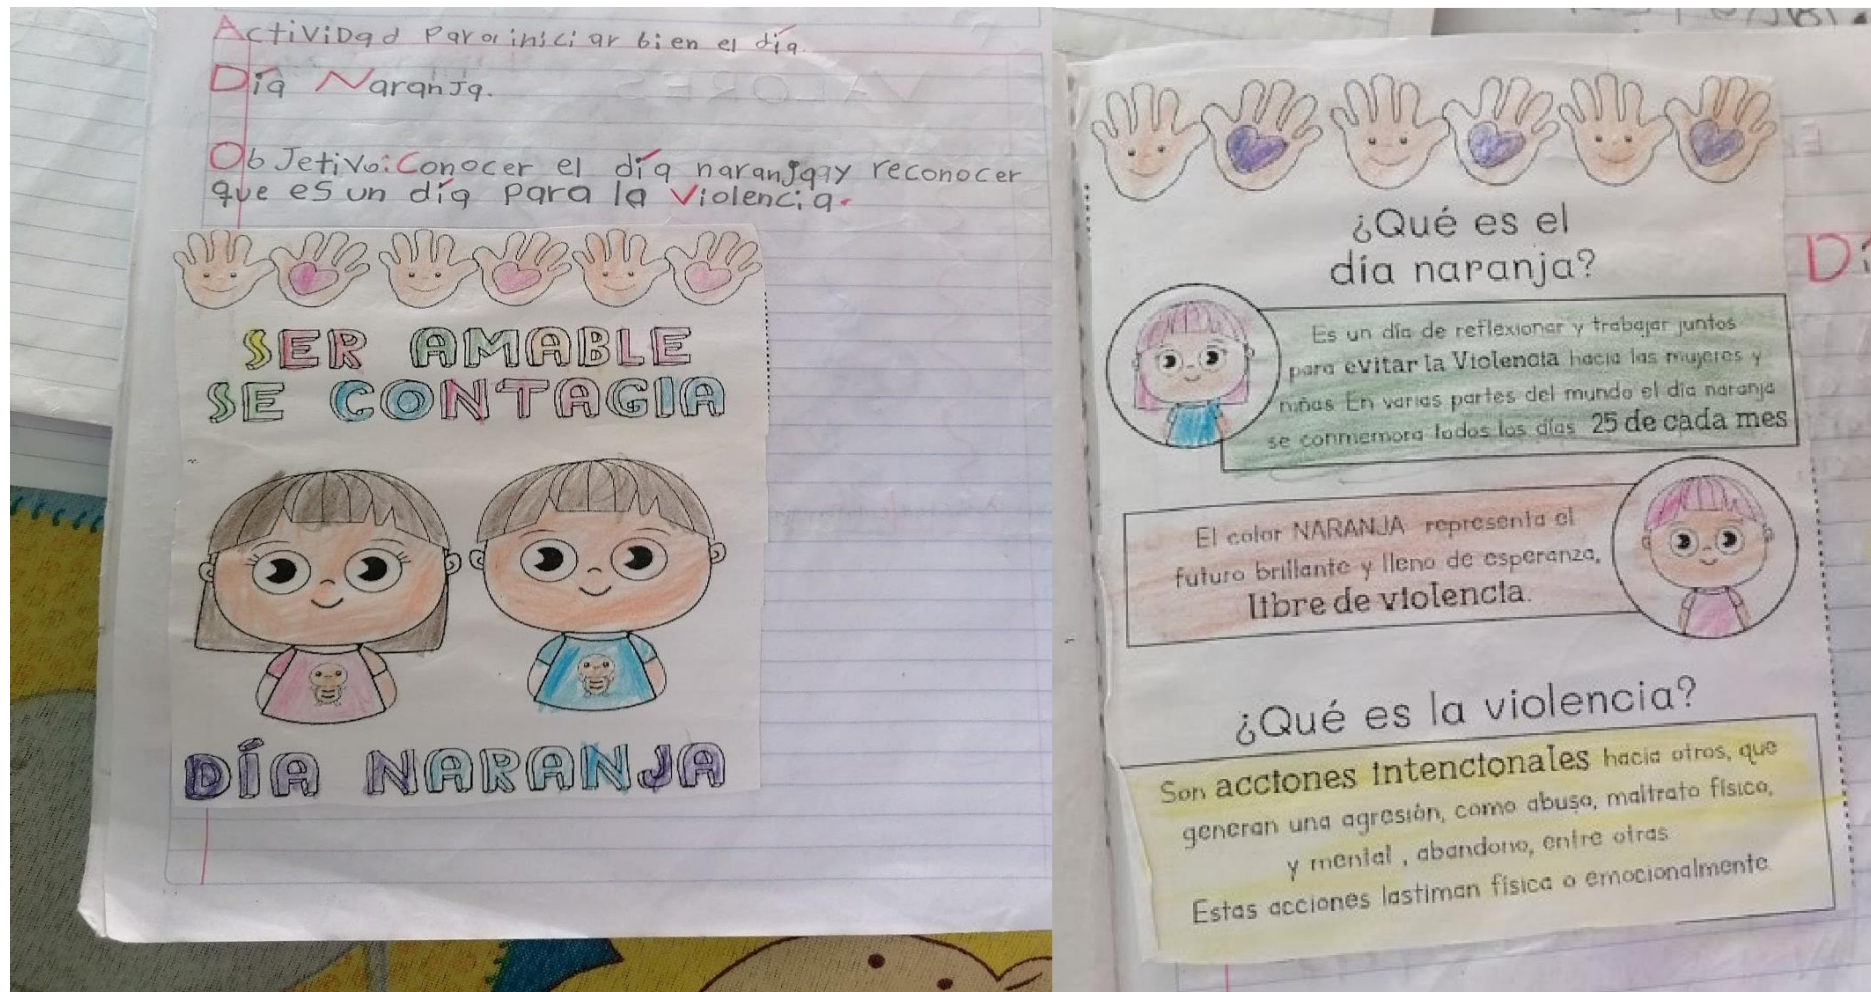 Actividad para iniciar bien el día.
Día Naranja.
Objetivo: Conocer el día naranja y reconocer
que es un día para la violencia.
SER AMABLE
SE CONTAGIA
DÍA NARANJA
¿Qué es el
día naranja?
Es un día de reflexionar y trabajar juntos
para evitar la Violencia hacia las mujeres y
niñas En varias partes del mundo el día naranja
se conmemora todos los días 25 de cada mes
El color NARANJA representa el
futuro brillante y lleno de esperanza,
libre de violencia.
¿Qué es la violencia?
Son acciones intencionales hacia otros, que
generan una agresión, como abuso, maltrato físico,
y mental , abandono, entre otras
Estas acciones lastiman física o emocionalmente